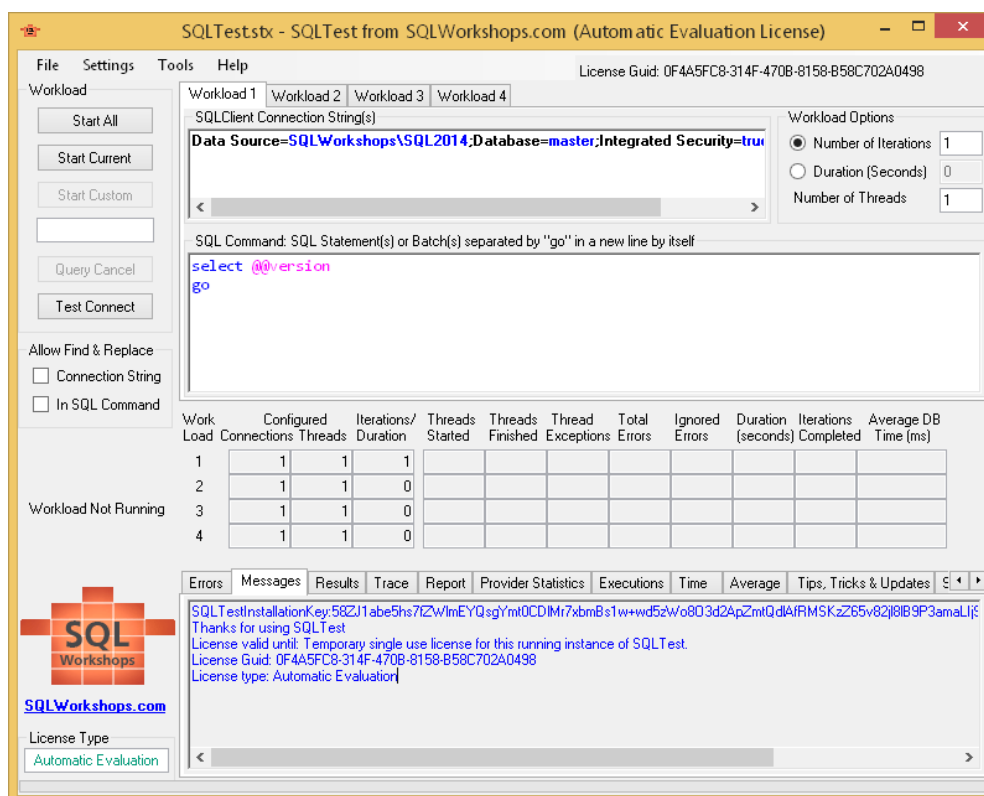 SQLTest.stx - SQLTest from SQLWorkshops.com (Automatic Evaluation License)
File Settings Tools Help
License Guid: 0F4A5FC8-314F-470B-8158-B58C702A0498
Workload
Start All
Start Current
Start Custom
Query Cancel
Test Connect
Allow Find & Replace
Connection String
In SQL Command
Workload Not Running
SQL
Workshops
SQLWorkshops.com
License Type
Automatic Evaluation
Workload 1 Workload 2 Workload 3 Workload 4
SQLClient Connection String(s)
Data Source=SQLWorkshops\SQL2014;Database=master;Integrated Security=true
Workload Options
Number of Iterations 1
Duration (Seconds) 0
Number of Threads 1
SQL Command: SQL Statement(s) or Batch(s) separated by "go" in a new line by itself
select @@version
go
Work Configured Iterations/ Threads Threads Thread Total Ignored Duration Iterations Average DB
Load Connections Threads Duration Started Finished Exceptions Errors Errors (seconds) Completed Time (ms)
1 1 1 1
2 1 1 0
3 1 1 0
4 1 1 0
Errors Messages Results Trace Report Provider Statistics Executions Time Average Tips, Tricks & Updates
Thanks for using SQLTest
License valid until: Temporary single use license for this running instance of SQLTest.
License Guid: 0F4A5FC8-314F-470B-8158-B58C702A0498
License type: Automatic Evaluation